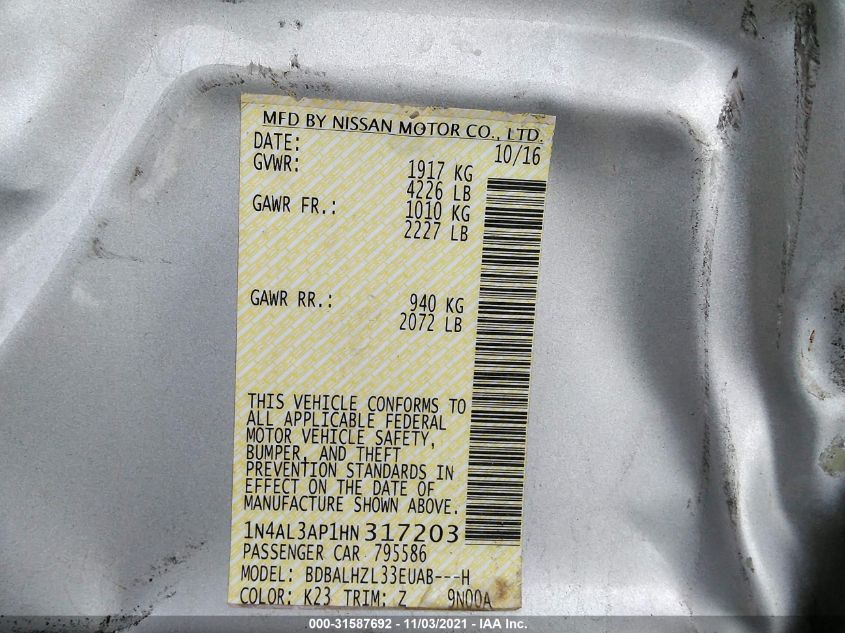 MFD BY NISSAN MOTOR CO., LTD.
DATE: 10/16
GVWR: 1917 KG
4226 LB
GAWR FR.: 1010 KG
2227 LB
GAWR RR.: 940 KG
2072 LB
THIS VEHICLE CONFORMS TO
ALL APPLICABLE FEDERAL
MOTOR VEHICLE SAFETY,
BUMPER, AND THEFT
PREVENTION STANDARDS IN
EFFECT ON THE DATE OF
MANUFACTURE SHOWN ABOVE.
1N4AL3AP1HN317203
PASSENGER CAR 795586
MODEL: BDBALHZL33EUAB---H
COLOR: K23 TRIM: Z 9N00A
000-31587692 - 11/03/2021 - IAA Inc.